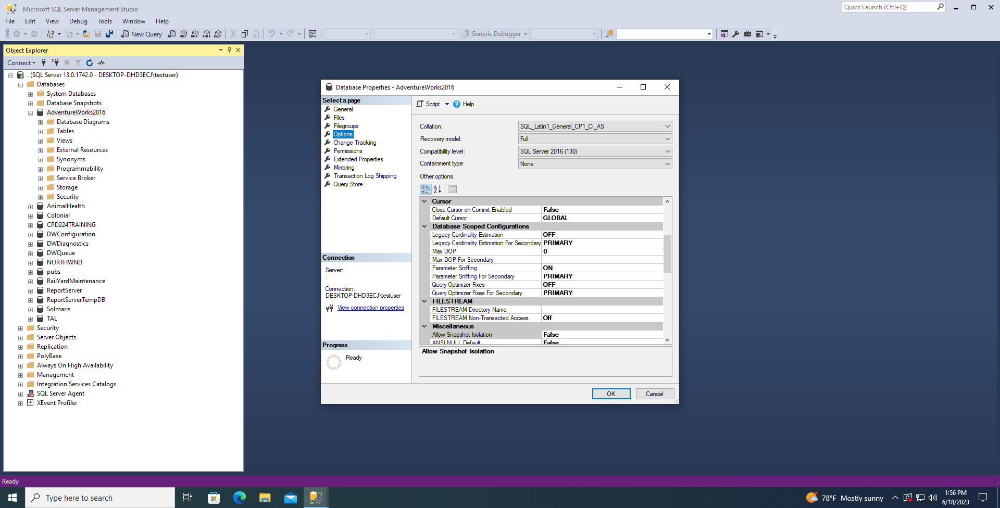 Microsoft SQL Server Management Studio
Quick Launch (Ctrl+Q)
File Edit View Debug Tools Window Help
New Query
MDX DMX XMLA DAX
Generic Debugger
Object Explorer
Connect
. (SQL Server 13.0.1742.0 - DESKTOP-DHD3ECJ\testuser)
Databases
System Databases
Database Snapshots
AdventureWorks2016
Database Diagrams
Tables
Views
External Resources
Synonyms
Programmability
Service Broker
Storage
Security
AnimalHealth
Colonial
CPD224TRAINING
DWConfiguration
DWDiagnostics
DWQueue
NORTHWND
pubs
RailYardMaintenance
ReportServer
ReportServerTempDB
Solmaris
TAL
Security
Server Objects
Replication
PolyBase
Always On High Availability
Management
Integration Services Catalogs
SQL Server Agent
XEvent Profiler
Database Properties - AdventureWorks2016
Select a page
General
Files
Filegroups
Options
Change Tracking
Permissions
Extended Properties
Mirroring
Transaction Log Shipping
Query Store
Connection
Server:
.
Connection:
DESKTOP-DHD3ECJ\testuser
View connection properties
Progress
Ready
Script Help
Collation: SQL_Latin1_General_CP1_CI_AS
Recovery model: Full
Compatibility level: SQL Server 2016 (130)
Containment type: None
Other options:
Cursor
Close Cursor on Commit Enabled False
Default Cursor GLOBAL
Database Scoped Configurations
Legacy Cardinality Estimation OFF
Legacy Cardinality Estimation For Secondary PRIMARY
Max DOP 0
Max DOP For Secondary
Parameter Sniffing ON
Parameter Sniffing For Secondary PRIMARY
Query Optimizer Fixes OFF
Query Optimizer Fixes For Secondary PRIMARY
FILESTREAM
FILESTREAM Directory Name
FILESTREAM Non-Transacted Access Off
Miscellaneous
Allow Snapshot Isolation False
ANSI NULL Default False
Allow Snapshot Isolation
OK Cancel
Ready
Type here to search
78°F Mostly sunny
1:56 PM
6/18/2023